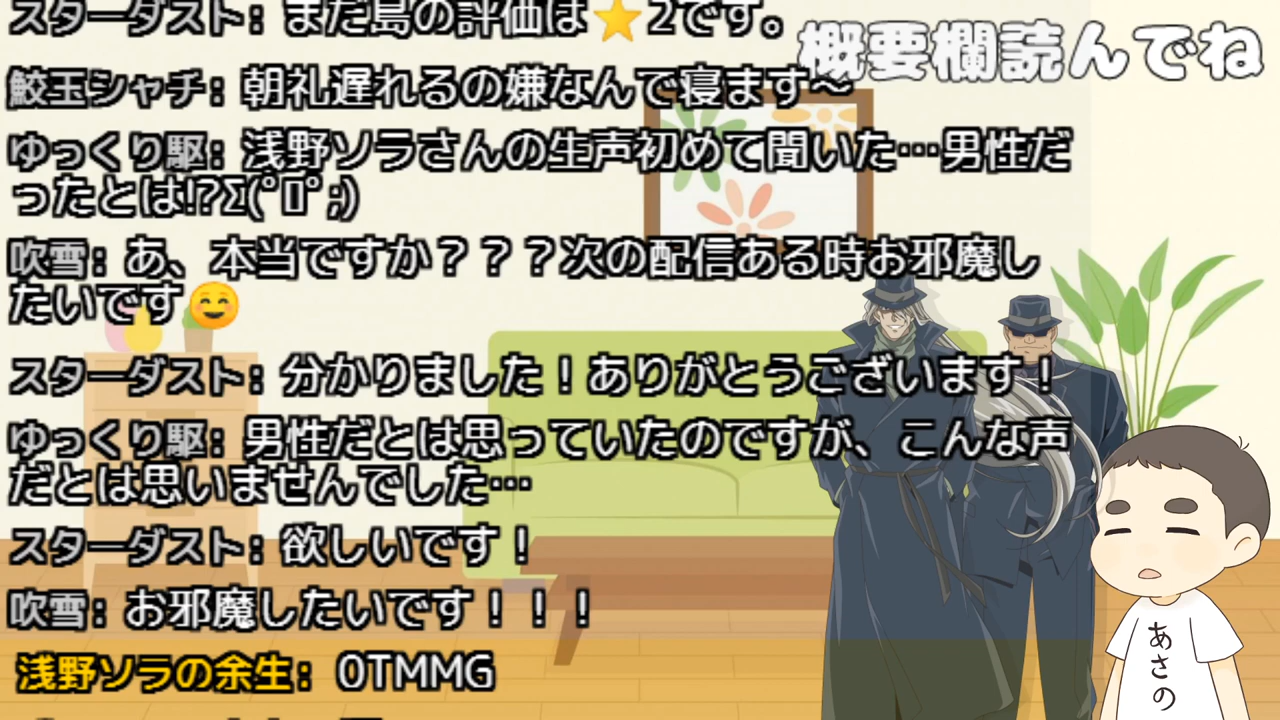 スターダスト: まだ島の評価は⭐2です。
概要欄読んでね
鮫玉シャチ: 朝礼遅れるの嫌なんで寝ます～
ゆっくり駆: 浅野ソラさんの生声初めて聞いた…男性だ
ったとは!?Σ(ﾟ﻿ﾟ;)
吹雪: あ、本当ですか？？？次の配信ある時お邪魔し
たいです☺️
スターダスト: 分かりました！ありがとうございます！
ゆっくり駆: 男性だとは思っていたのですが、こんな声
だとは思いませんでした…
スターダスト: 欲しいです！
吹雪: お邪魔したいです！！！
浅野ソラの余生: OTMMG
あさの